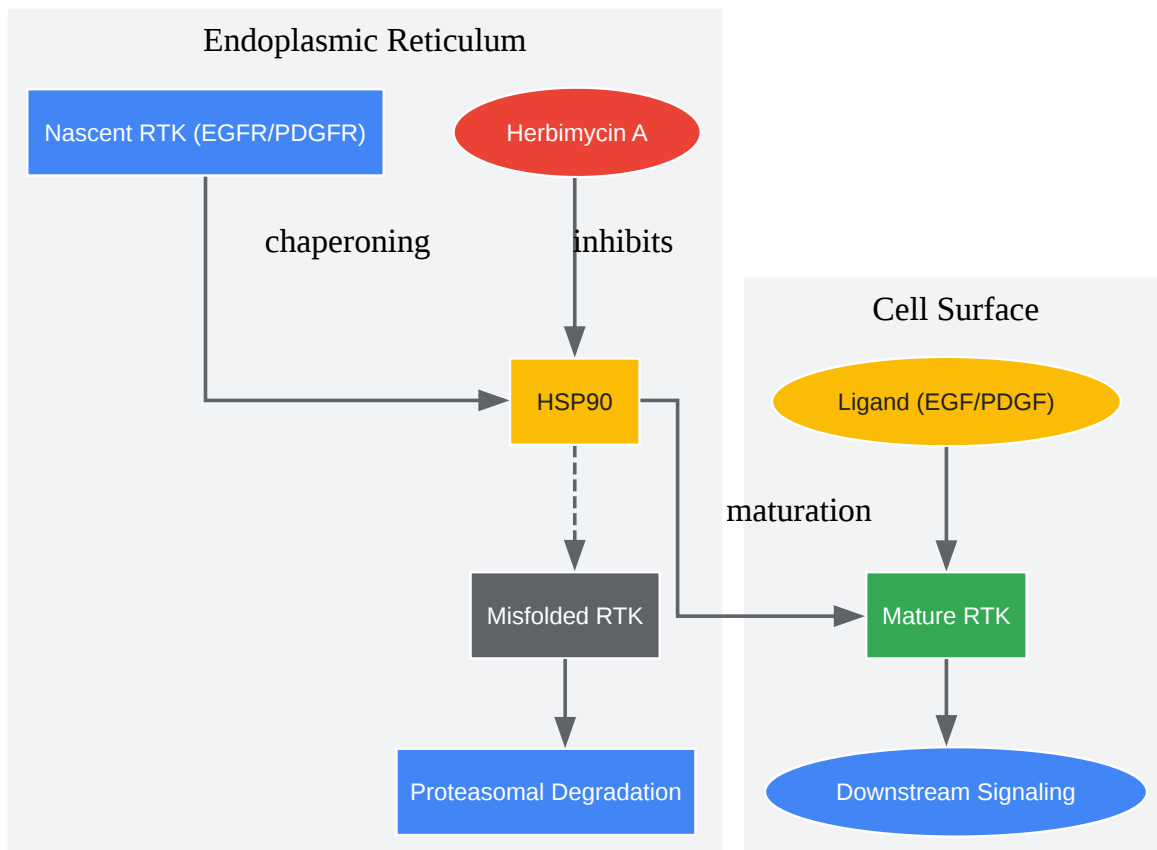 Endoplasmic Reticulum
Nascent RTK (EGFR/PDGFR)
Herbimycin A
chaperoning
inhibits
HSP90
Misfolded RTK
Proteasomal Degradation
maturation
Cell Surface
Ligand (EGF/PDGF)
Mature RTK
Downstream Signaling